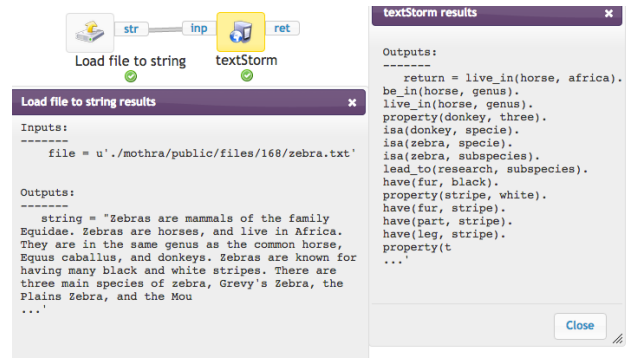 str
inp
ret
Load file to string
textStorm
Load file to string results
×
Inputs:
-------
file = u'./mothra/public/files/168/zebra.txt'
Outputs:
-------
string = "Zebras are mammals of the family
Equidae. Zebras are horses, and live in Africa.
They are in the same genus as the common horse,
Equus caballus, and donkeys. Zebras are known for
having many black and white stripes. There are
three main species of zebra, Grevy's Zebra, the
Plains Zebra, and the Mou
...'
textStorm results
×
Outputs:
-------
return = live_in(horse, africa).
be_in(horse, genus).
live_in(horse, genus).
property(donkey, three).
isa(donkey, specie).
isa(zebra, specie).
isa(zebra, subspecies).
lead_to(research, subspecies).
have(fur, black).
property(stripe, white).
have(fur, stripe).
have(part, stripe).
have(leg, stripe).
property(t
...'
Close